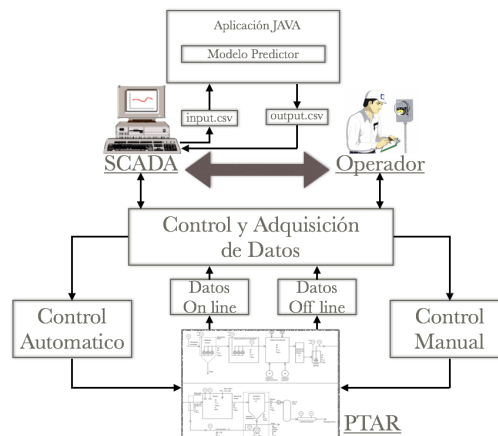 Aplicación JAVA
Modelo Predictor
input.csv
output.csv
SCADA
Operador
Control y Adquisición
de Datos
Datos
On line
Datos
Off line
Control
Automatico
Control
Manual
PTAR